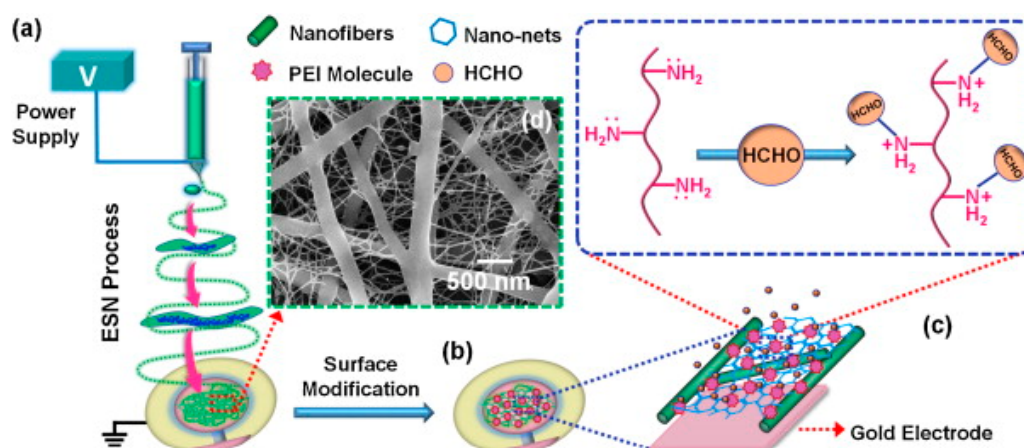 (a)
V
Power
Supply
ESN Process
Nanofibers
Nano-nets
PEI Molecule
HCHO
(d)
500 nm
Surface
Modification
(b)
N̈H₂
H₂N̈
NH₂
HCHO
HCHO
N⁺
H₂
HCHO
⁺N
H₂
HCHO
N⁺
H₂
(c)
Gold Electrode